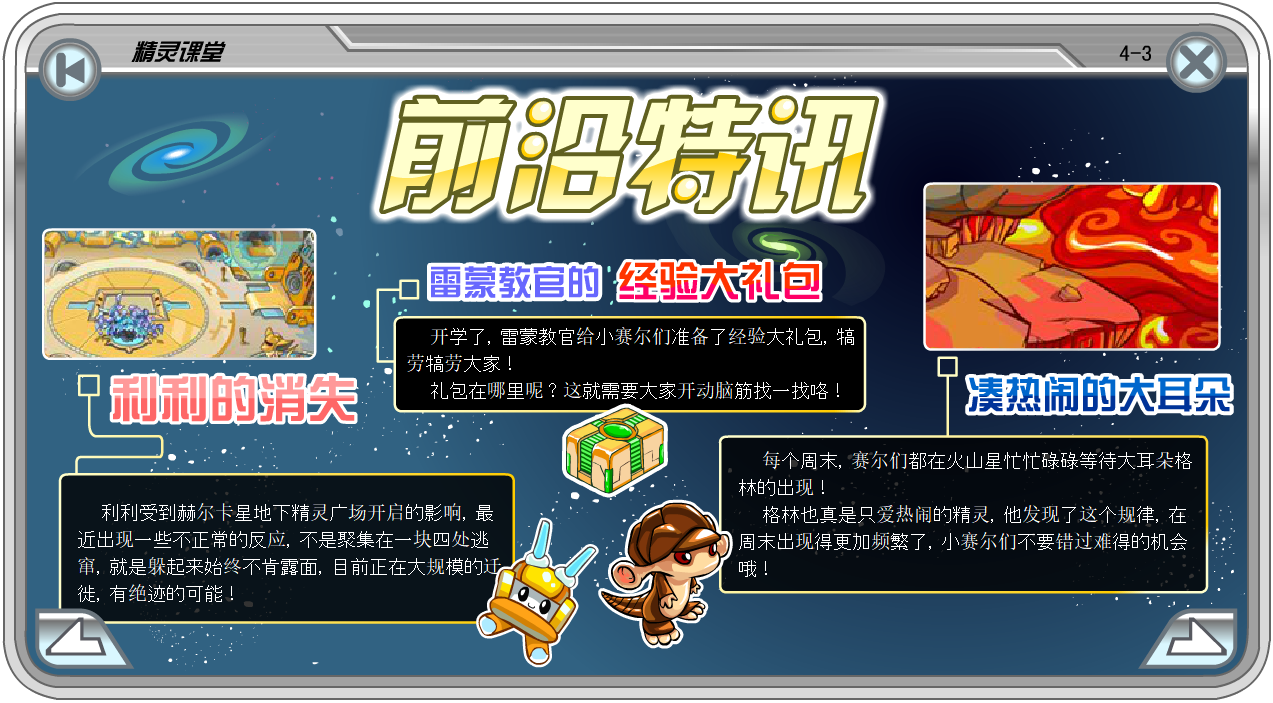 精灵课堂
4-3
前沿特讯
雷蒙教官的 经验大礼包
开学了, 雷蒙教官给小赛尔们准备了经验大礼包, 犒
劳犒劳大家！
礼包在哪里呢？这就需要大家开动脑筋找一找咯！
利利的消失
利利受到赫尔卡星地下精灵广场开启的影响, 最
近出现一些不正常的反应, 不是聚集在一块四处逃
窜, 就是躲起来始终不肯露面, 目前正在大规模的迁
徙, 有绝迹的可能！
凑热闹的大耳朵
每个周末, 赛尔们都在火山星忙忙碌碌等待大耳朵格
林的出现！
格林也真是只爱热闹的精灵, 他发现了这个规律, 在
周末出现得更加频繁了, 小赛尔们不要错过难得的机会
哦！